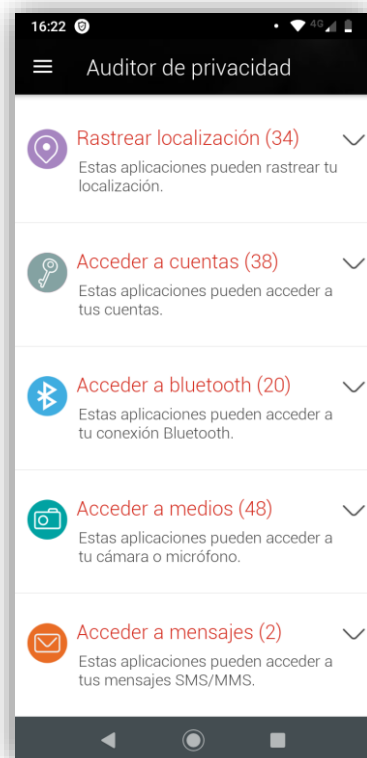 16:22 4G
Auditor de privacidad
Rastrear localización (34)
Estas aplicaciones pueden rastrear tu
localización.
Acceder a cuentas (38)
Estas aplicaciones pueden acceder a
tus cuentas.
Acceder a bluetooth (20)
Estas aplicaciones pueden acceder a
tu conexión Bluetooth.
Acceder a medios (48)
Estas aplicaciones pueden acceder a
tu cámara o micrófono.
Acceder a mensajes (2)
Estas aplicaciones pueden acceder a
tus mensajes SMS/MMS.